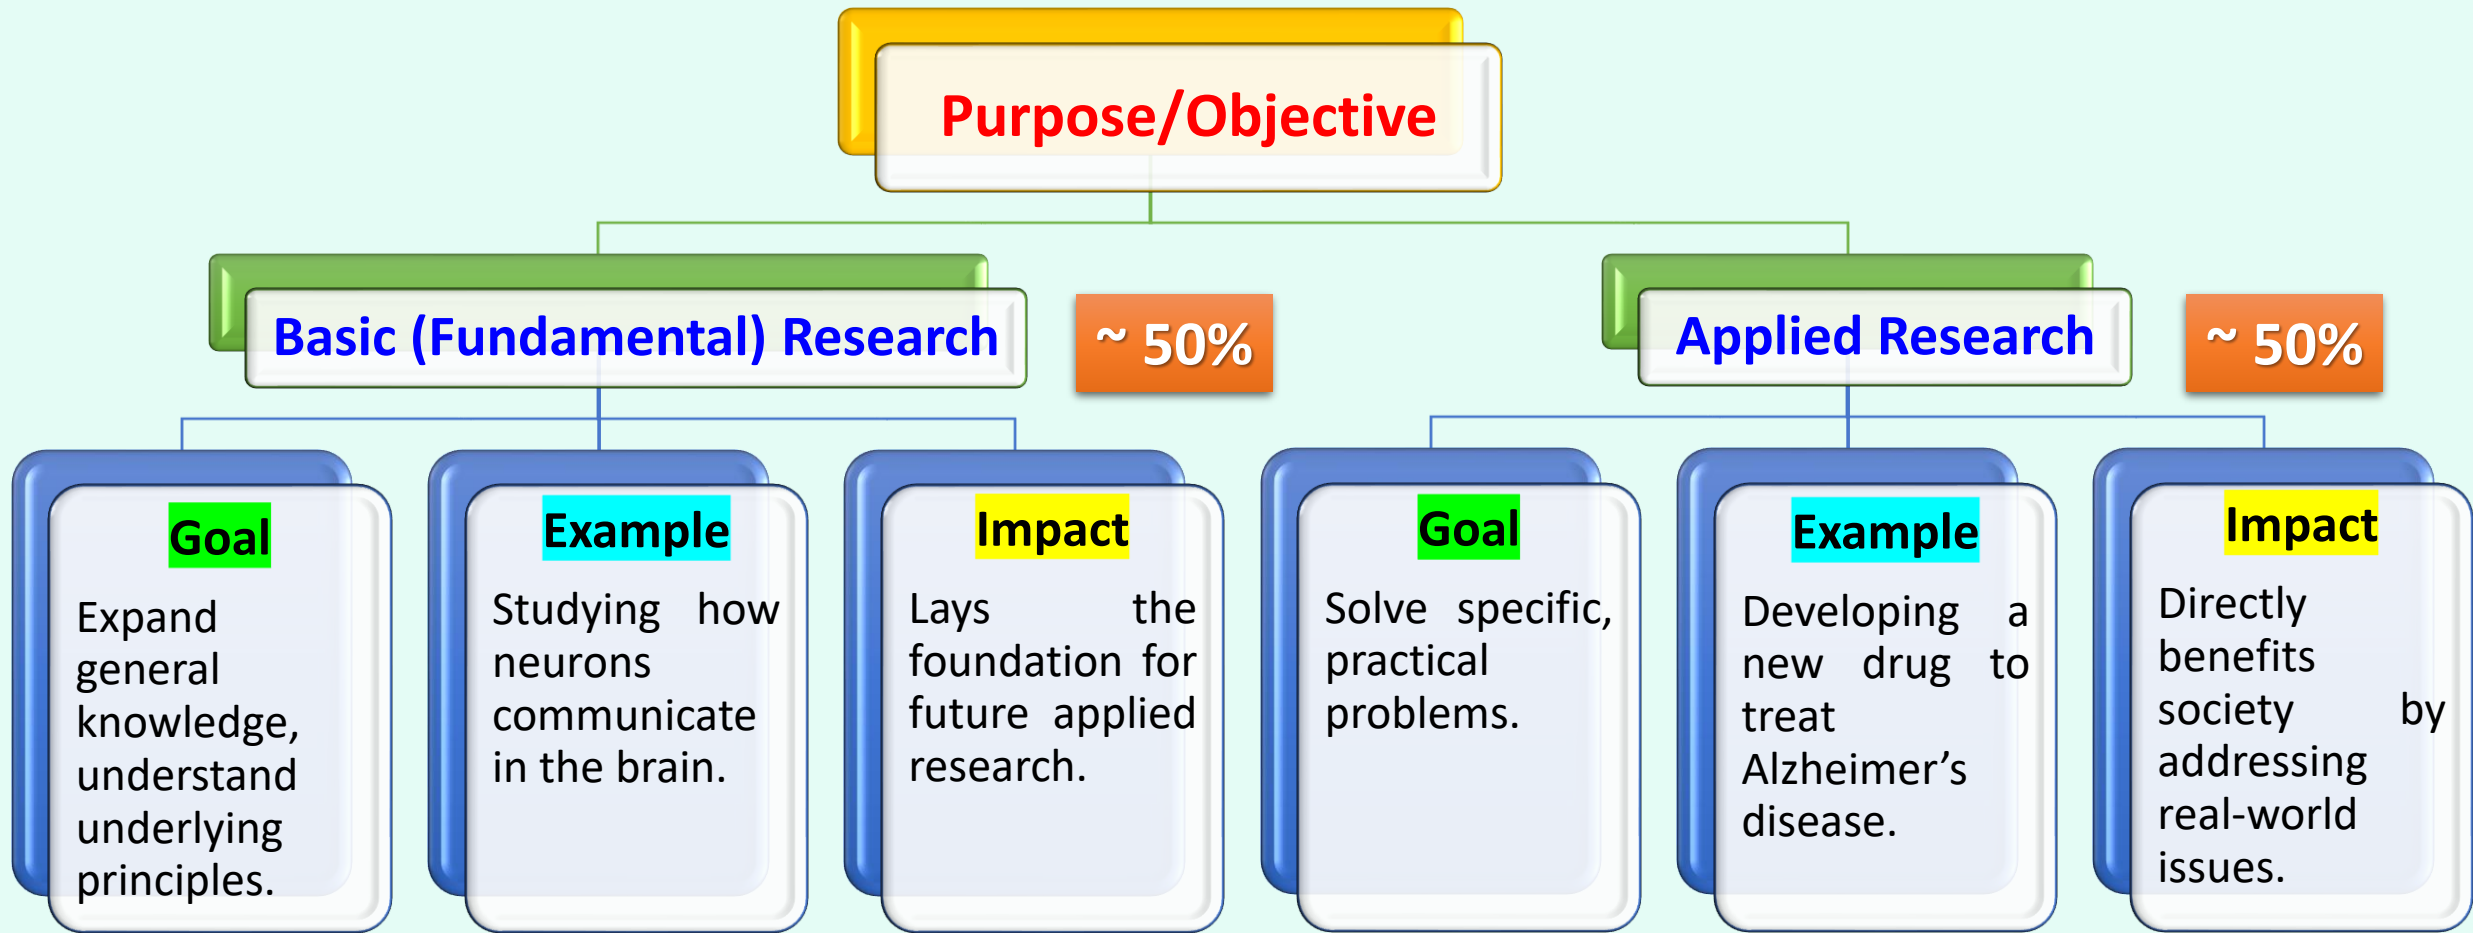 Purpose/Objective
Basic (Fundamental) Research
~ 50%
Applied Research
~ 50%
Goal
Expand
general
knowledge,
understand
underlying
principles.
Example
Studying how
neurons
communicate
in the brain.
Impact
Lays the
foundation for
future applied
research.
Goal
Solve specific,
practical
problems.
Example
Developing a
new drug to
treat
Alzheimer’s
disease.
Impact
Directly
benefits
society by
addressing
real-world
issues.